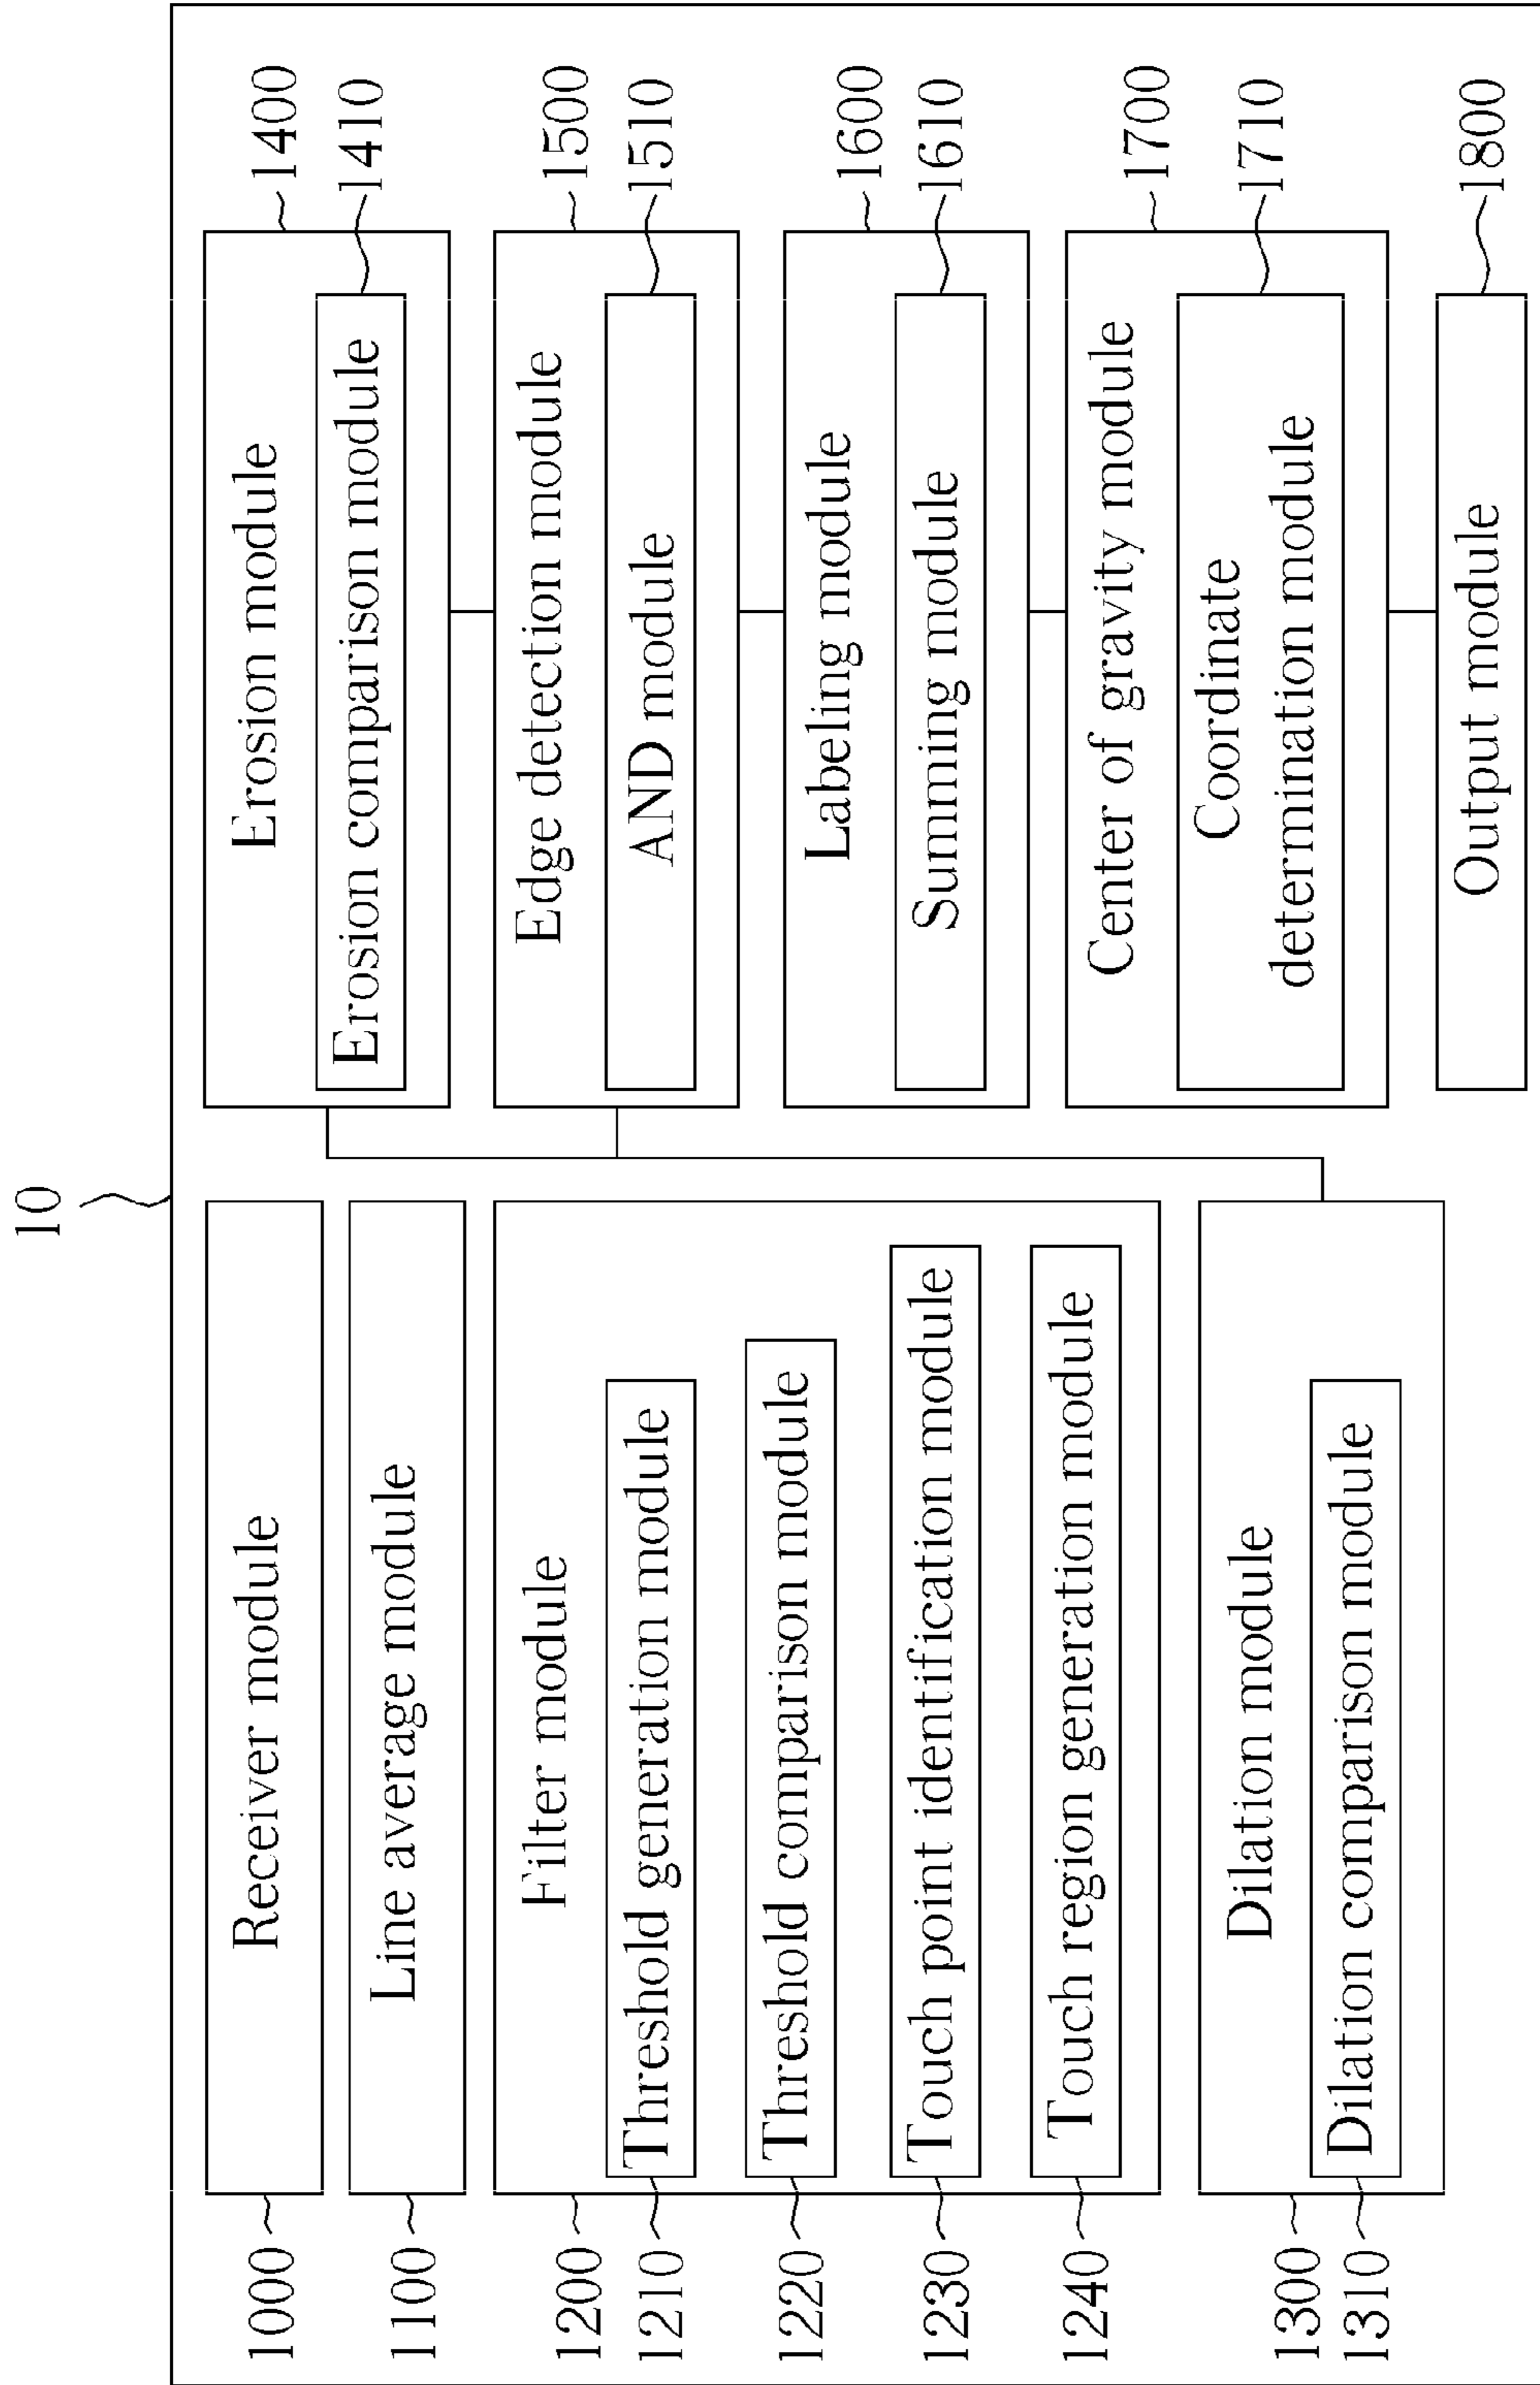 10
1000
Receiver module
1100
Line average module
1200
Filter module
1210
Threshold generation module
1220
Threshold comparison module
1230
Touch point identification module
1240
Touch region generation module
1300
Dilation module
1310
Dilation comparison module
Erosion module
1400
Erosion comparison module
1410
Edge detection module
1500
AND module
1510
Labeling module
1600
Summing module
1610
Center of gravity module
1700
Coordinate
determination module
1710
Output module
1800